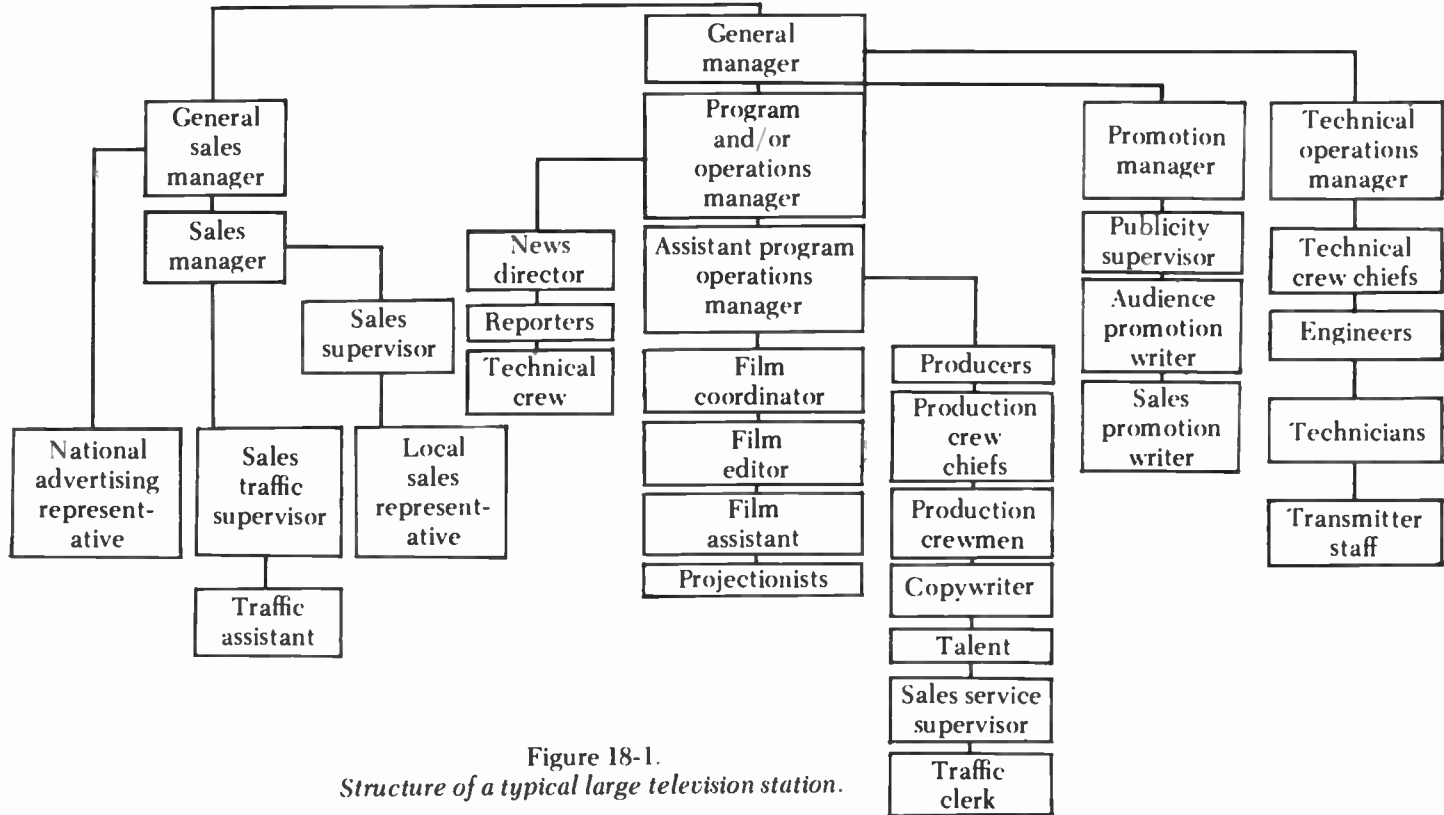 General
manager
General
sales
manager
Program
and/or
operations
manager
Promotion
manager
Technical
operations
manager
Sales
manager
News
director
Assistant program
operations
manager
Publicity
supervisor
Technical
crew chiefs
Sales
supervisor
Reporters
Audience
promotion
writer
Engineers
Technical
crew
Film
coordinator
Producers
Production
crew
chiefs
Sales
promotion
writer
Technicians
National
advertising
represent-
ative
Sales
traffic
supervisor
Local
sales
represent-
ative
Film
editor
Film
assistant
Production
crewmen
Transmitter
staff
Projectionists
Copywriter
Traffic
assistant
Talent
Sales service
supervisor
Traffic
clerk
Figure 18-1.
Structure of a typical large television station.